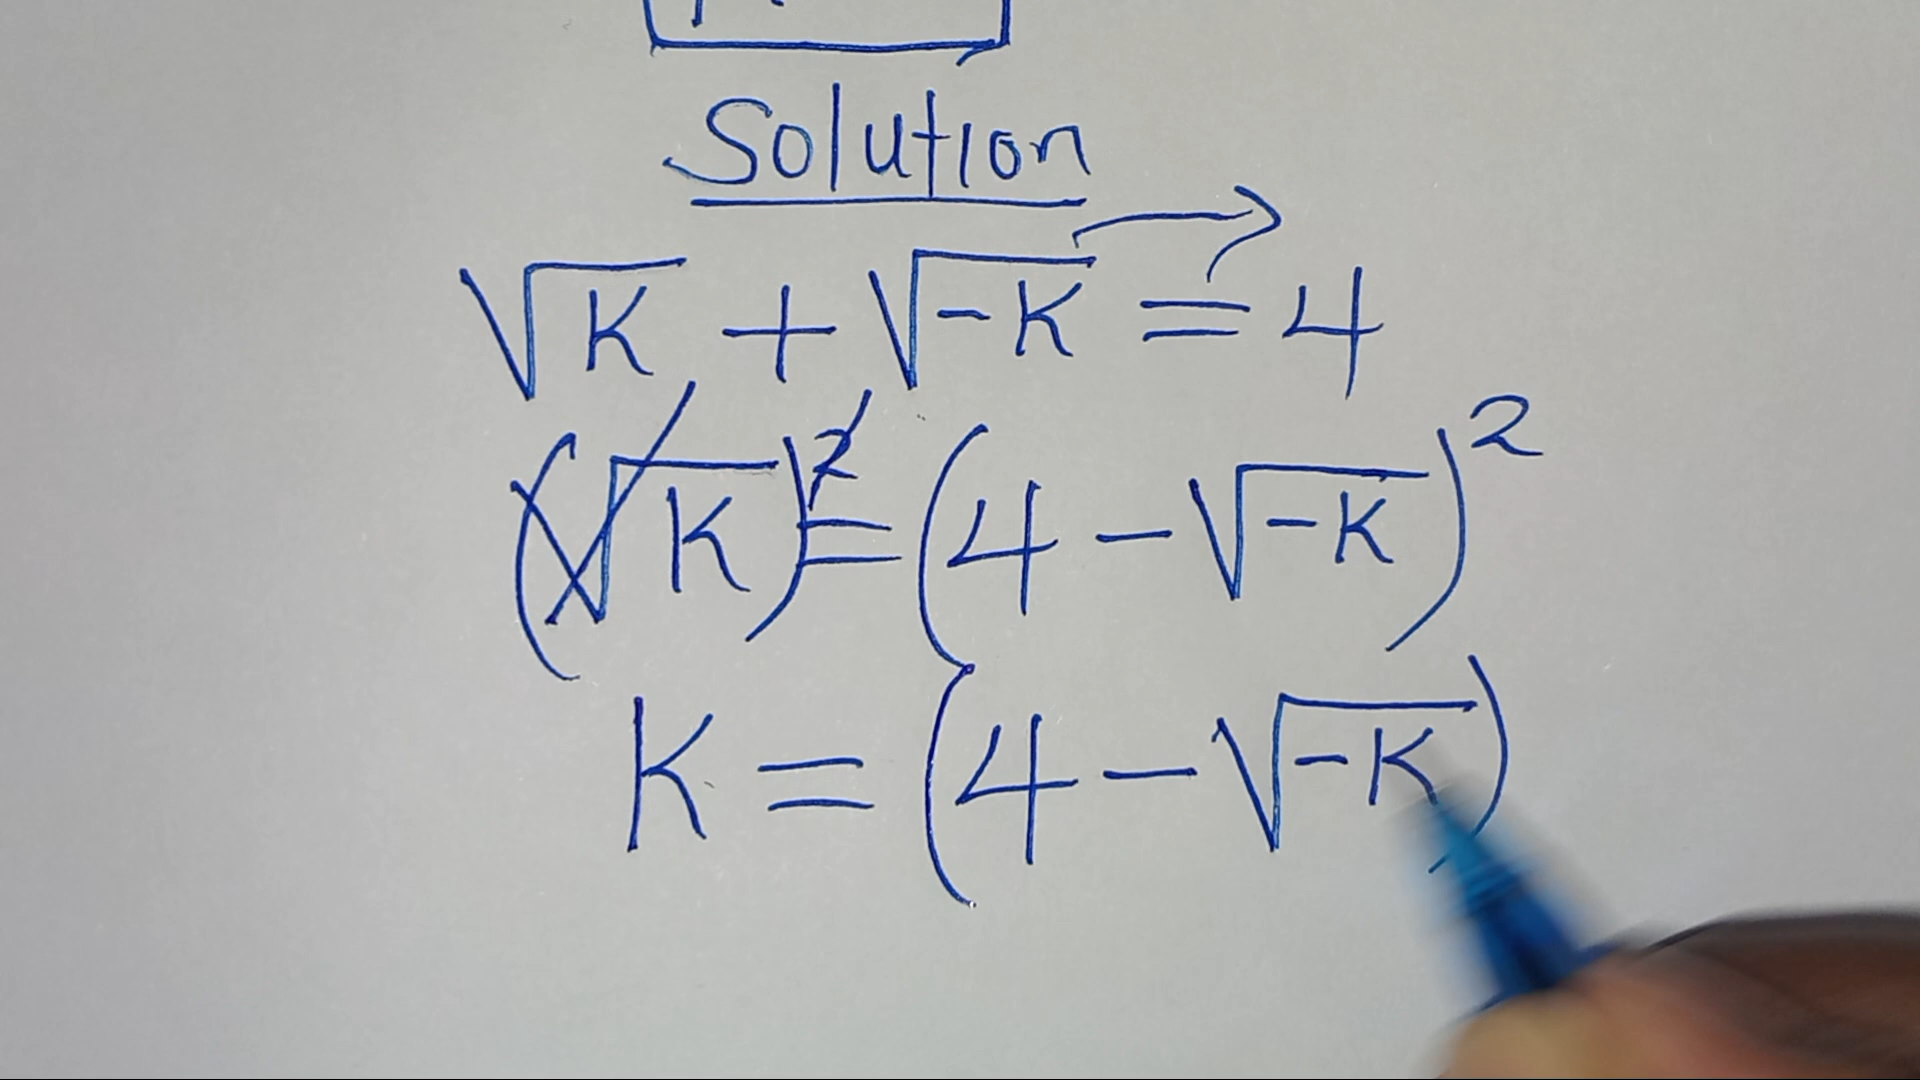 Solution
√K + √-K = 4
(√K)² = (4 - √-K)²
K = (4 - √-K)